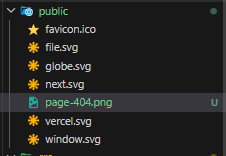 public
favicon.ico
file.svg
globe.svg
next.svg
page-404.png U
vercel.svg
window.svg